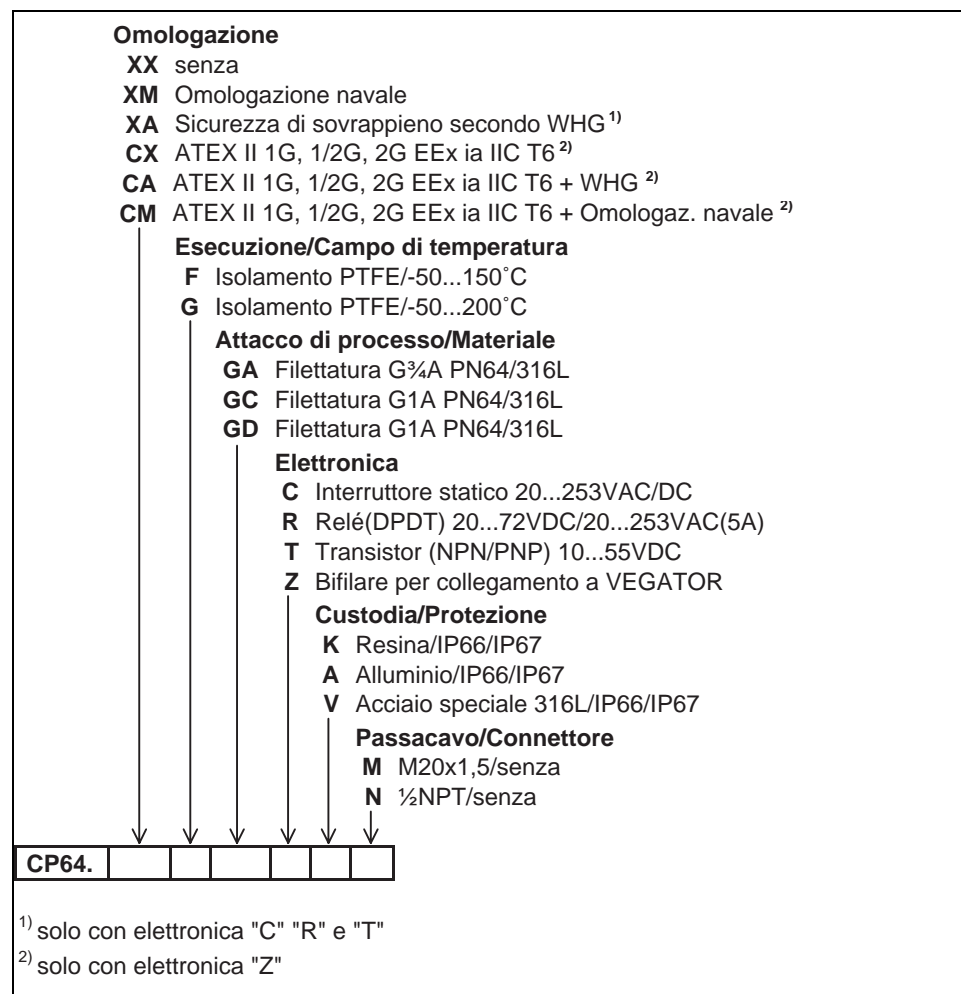 Omologazione
XX senza
XM Omologazione navale
XA Sicurezza di sovrappieno secondo WHG 1)
CX ATEX II 1G, 1/2G, 2G EEx ia IIC T6 2)
CA ATEX II 1G, 1/2G, 2G EEx ia IIC T6 + WHG 2)
CM ATEX II 1G, 1/2G, 2G EEx ia IIC T6 + Omologaz. navale 2)
Esecuzione/Campo di temperatura
F Isolamento PTFE/-50...150˚C
G Isolamento PTFE/-50...200˚C
Attacco di processo/Materiale
GA Filettatura G¾A PN64/316L
GC Filettatura G1A PN64/316L
GD Filettatura G1A PN64/316L
Elettronica
C Interruttore statico 20...253VAC/DC
R Relé(DPDT) 20...72VDC/20...253VAC(5A)
T Transistor (NPN/PNP) 10...55VDC
Z Bifilare per collegamento a VEGATOR
Custodia/Protezione
K Resina/IP66/IP67
A Alluminio/IP66/IP67
V Acciaio speciale 316L/IP66/IP67
Passacavo/Connettore
M M20x1,5/senza
N ½NPT/senza
CP64.
1) solo con elettronica "C" "R" e "T"
2) solo con elettronica "Z"